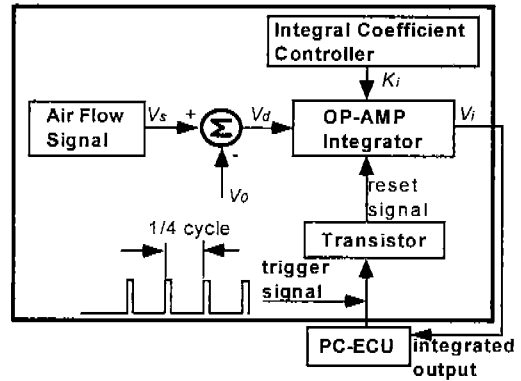 Integral Coefficient
Controller
Ki
Air Flow
Signal
Vs
+
Σ
-
Vd
OP-AMP
Integrator
Vi
V0
reset
signal
1/4 cycle
Transistor
trigger
signal
PC-ECU
integrated
output